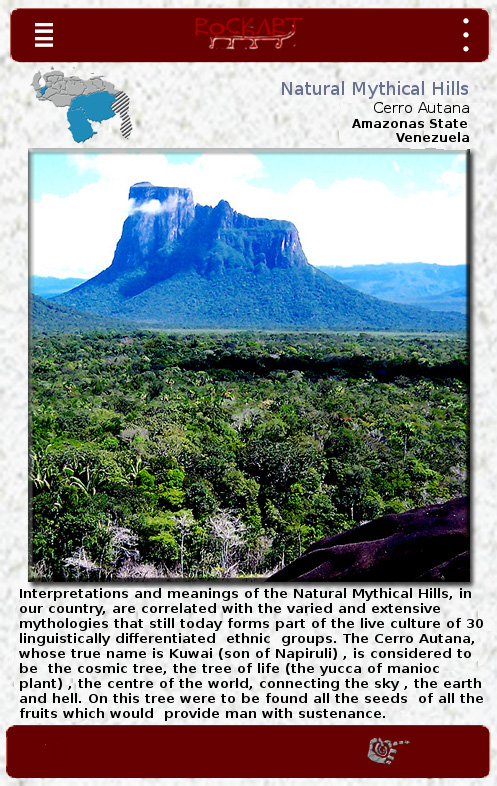 RoCKART
Natural Mythical Hills
Cerro Autana
Amazonas State
Venezuela
Interpretations and meanings of the Natural Mythical Hills, in
our country, are correlated with the varied and extensive
mythologies that still today forms part of the live culture of 30
linguistically differentiated ethnic groups. The Cerro Autana,
whose true name is Kuwai (son of Napiruli) , is considered to
be the cosmic tree, the tree of life (the yucca of manioc
plant) , the centre of the world, connecting the sky , the earth
and hell. On this tree were to be found all the seeds of all the
fruits which would provide man with sustenance.